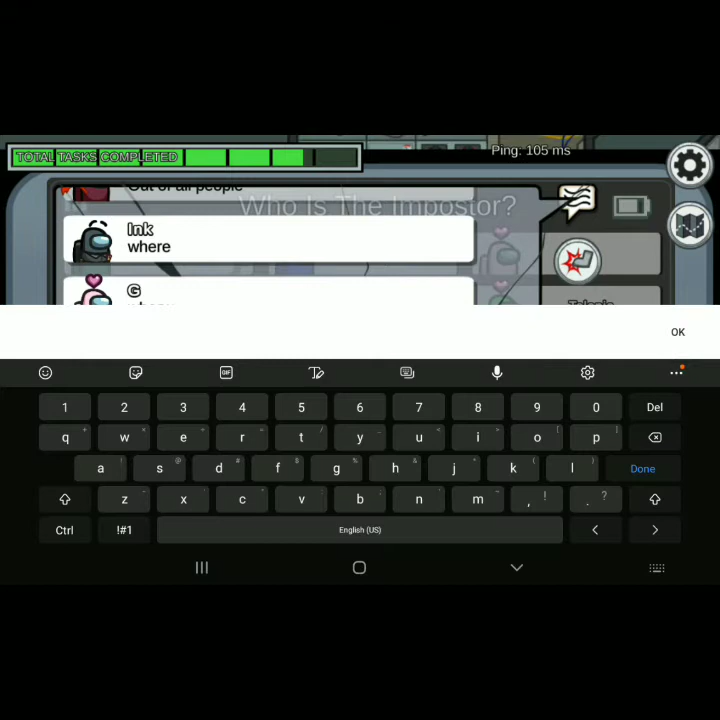 TOTAL TASKS COMPLETED
Ping: 105 ms
Out of all people
Who Is The Impostor?
Ink
where
G
OK
GIF
1 2 3 4 5 6 7 8 9 0 Del
q w e r t y u i o p
a s d f g h j k l Done
z x c v b n m , ! . ?
Ctrl !#1 English (US) < >